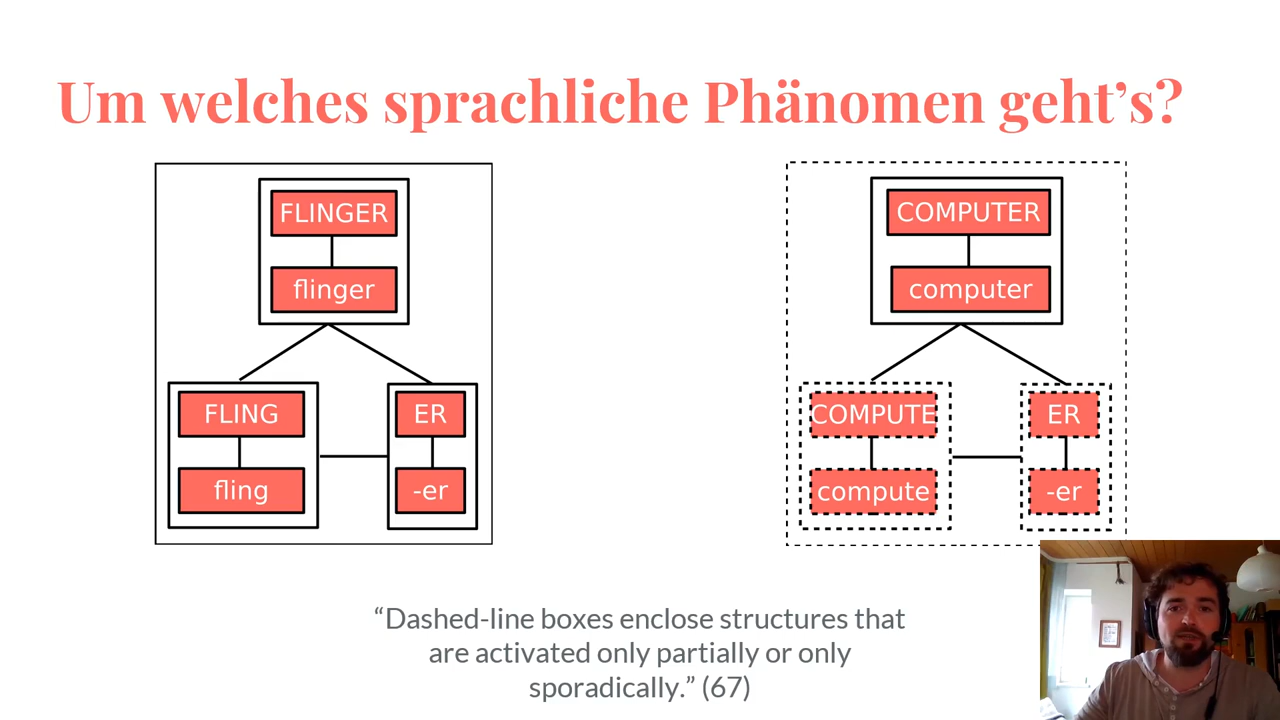 Um welches sprachliche Phänomen geht’s?
FLINGER
flinger
FLING
ER
fling
-er
COMPUTER
computer
COMPUTE
ER
compute
-er
“Dashed-line boxes enclose structures that
are activated only partially or only
sporadically.” (67)